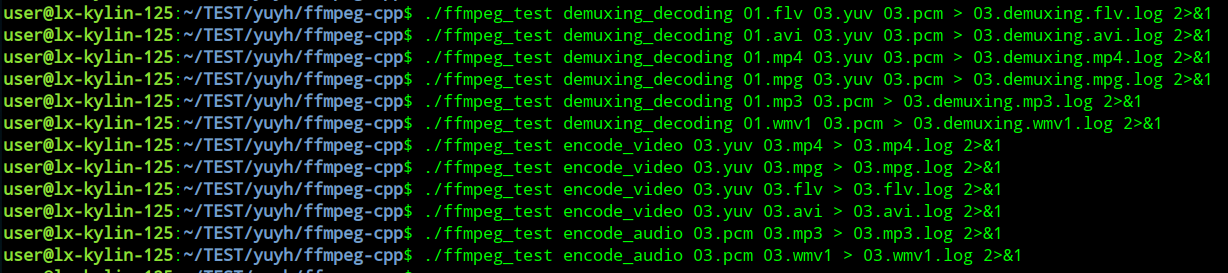 user@lx-kylin-125:~/TEST/yuyh/ffmpeg-cpp$ ./ffmpeg_test demuxing_decoding 01.flv 03.yuv 03.pcm > 03.demuxing.flv.log 2>&1
user@lx-kylin-125:~/TEST/yuyh/ffmpeg-cpp$ ./ffmpeg_test demuxing_decoding 01.avi 03.yuv 03.pcm > 03.demuxing.avi.log 2>&1
user@lx-kylin-125:~/TEST/yuyh/ffmpeg-cpp$ ./ffmpeg_test demuxing_decoding 01.mp4 03.yuv 03.pcm > 03.demuxing.mp4.log 2>&1
user@lx-kylin-125:~/TEST/yuyh/ffmpeg-cpp$ ./ffmpeg_test demuxing_decoding 01.mpg 03.yuv 03.pcm > 03.demuxing.mpg.log 2>&1
user@lx-kylin-125:~/TEST/yuyh/ffmpeg-cpp$ ./ffmpeg_test demuxing_decoding 01.mp3 03.pcm > 03.demuxing.mp3.log 2>&1
user@lx-kylin-125:~/TEST/yuyh/ffmpeg-cpp$ ./ffmpeg_test demuxing_decoding 01.wmv1 03.pcm > 03.demuxing.wmv1.log 2>&1
user@lx-kylin-125:~/TEST/yuyh/ffmpeg-cpp$ ./ffmpeg_test encode_video 03.yuv 03.mp4 > 03.mp4.log 2>&1
user@lx-kylin-125:~/TEST/yuyh/ffmpeg-cpp$ ./ffmpeg_test encode_video 03.yuv 03.mpg > 03.mpg.log 2>&1
user@lx-kylin-125:~/TEST/yuyh/ffmpeg-cpp$ ./ffmpeg_test encode_video 03.yuv 03.flv > 03.flv.log 2>&1
user@lx-kylin-125:~/TEST/yuyh/ffmpeg-cpp$ ./ffmpeg_test encode_video 03.yuv 03.avi > 03.avi.log 2>&1
user@lx-kylin-125:~/TEST/yuyh/ffmpeg-cpp$ ./ffmpeg_test encode_audio 03.pcm 03.mp3 > 03.mp3.log 2>&1
user@lx-kylin-125:~/TEST/yuyh/ffmpeg-cpp$ ./ffmpeg_test encode_audio 03.pcm 03.wmv1 > 03.wmv1.log 2>&1